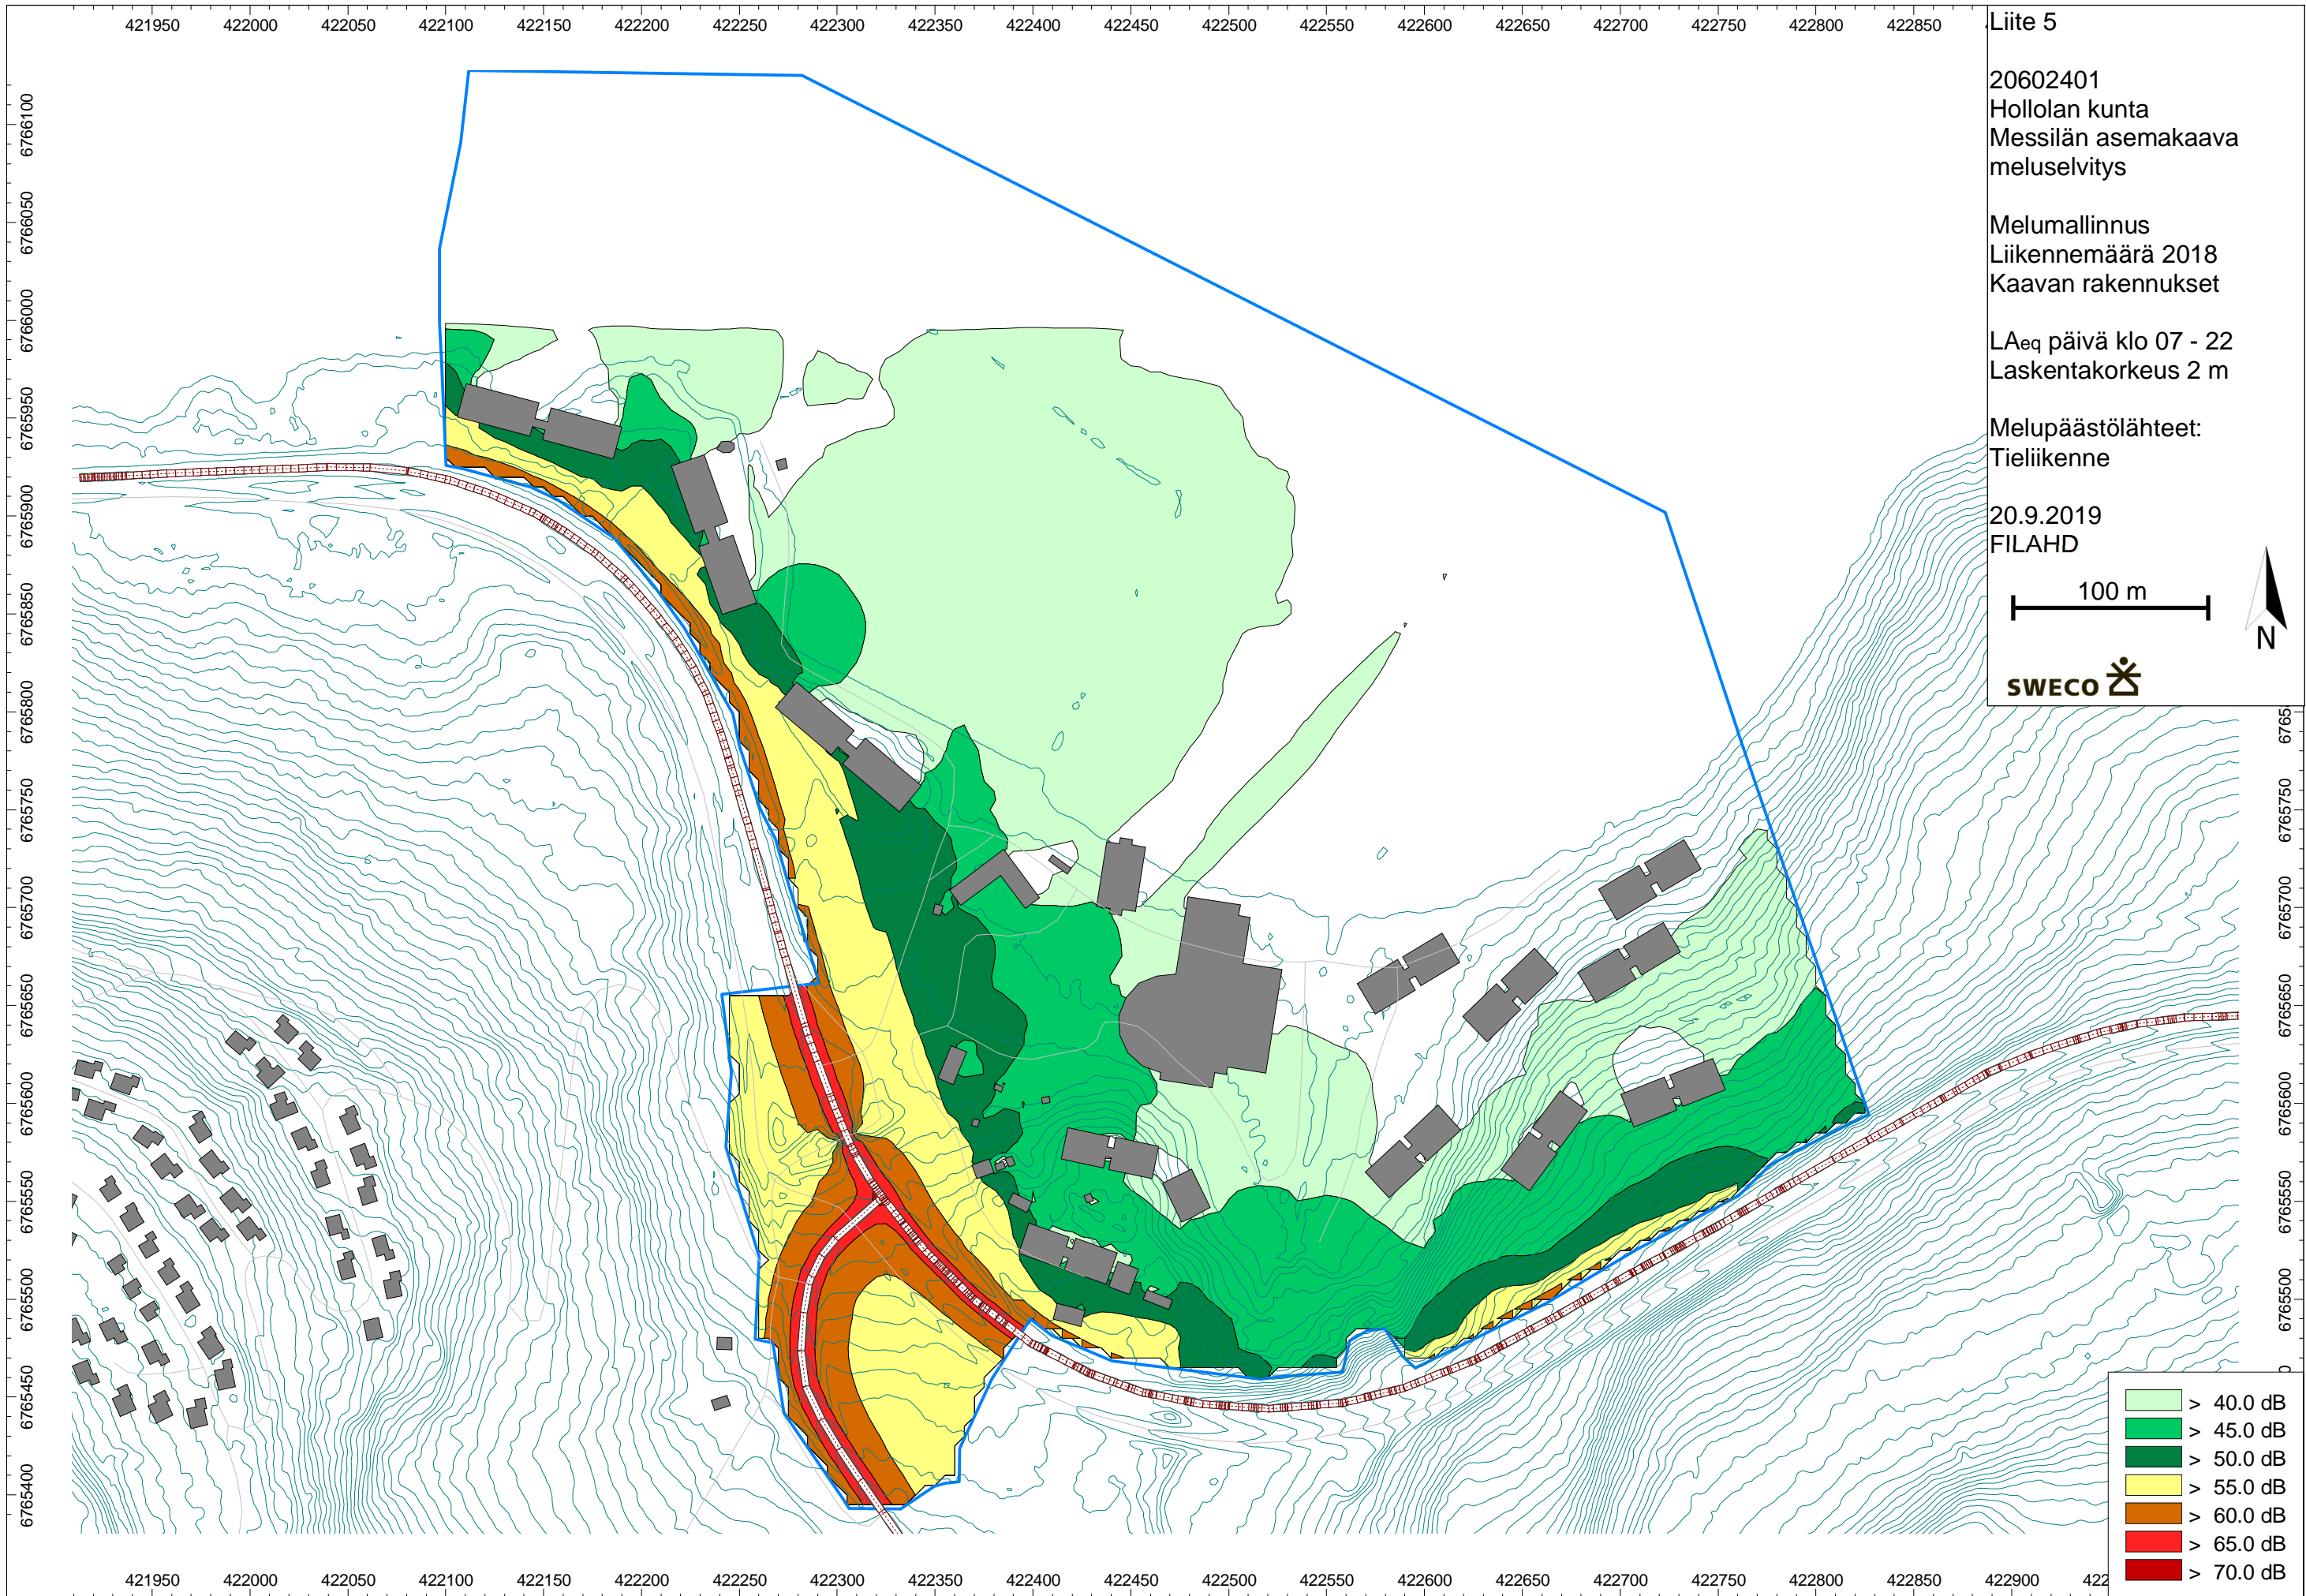 421950 422000 422050 422100 422150 422200 422250 422300 422350 422400 422450 422500 422550 422600 422650 422700 422750 422800 422850
Liite 5
20602401
Hollolan kunta
Messilän asemakaava
meluselvitys
Melumallinnus
Liikennemäärä 2018
Kaavan rakennukset
LAeq päivä klo 07 - 22
Laskentakorkeus 2 m
Melupäästölähteet:
Tieliikenne
20.9.2019
FILAHD
100 m
N
SWECO
6766100
6766050
6766000
6765950
6765900
6765850
6765800
6765750
6765700
6765650
6765600
6765550
6765500
6765450
6765400
67658
6765750
6765700
6765650
6765600
6765550
6765500
0
> 40.0 dB
> 45.0 dB
> 50.0 dB
> 55.0 dB
> 60.0 dB
> 65.0 dB
> 70.0 dB
421950 422000 422050 422100 422150 422200 422250 422300 422350 422400 422450 422500 422550 422600 422650 422700 422750 422800 422850 422900 422